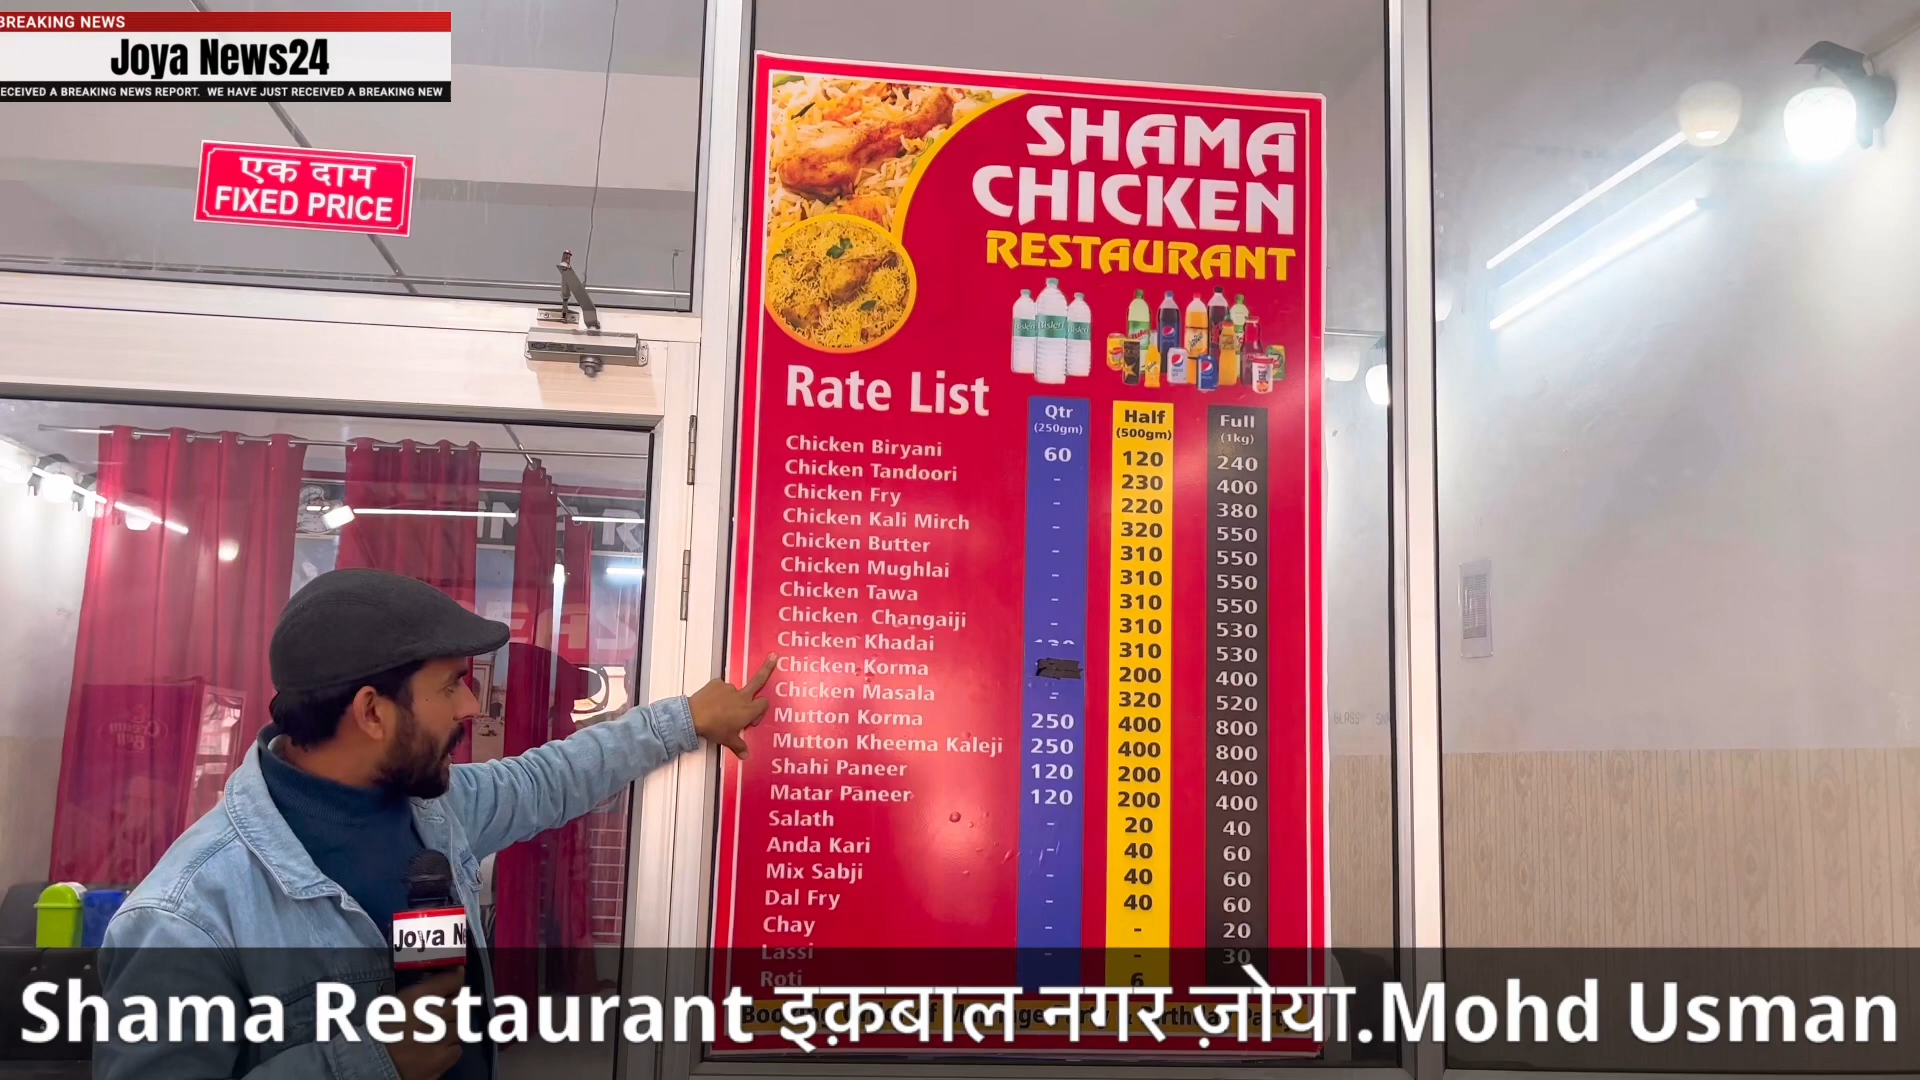 BREAKING NEWS
Joya News24
ECEIVED A BREAKING NEWS REPORT. WE HAVE JUST RECEIVED A BREAKING NEW
एक दाम
FIXED PRICE
SHAMA
CHICKEN
RESTAURANT
Rate List
Qtr (250gm) Half (500gm) Full (1kg)
Chicken Biryani 60 120 240
Chicken Tandoori - 230 400
Chicken Fry - 220 380
Chicken Kali Mirch - 320 550
Chicken Butter - 310 550
Chicken Mughlai - 310 550
Chicken Tawa - 310 550
Chicken Changaiji - 310 530
Chicken Khadai 310 530
Chicken Korma 200 400
Chicken Masala - 320 520
Mutton Korma 250 400 800
Mutton Kheema Kaleji 250 400 800
Shahi Paneer 120 200 400
Matar Paneer 120 200 400
Salath - 20 40
Anda Kari - 40 60
Mix Sabji - 40 60
Dal Fry - 40 60
Chay - - 20
Lassi - - 30
Roti 6
Joya Ne
Shama Restaurant इक़बाल नगर ज़ोया.Mohd Usman